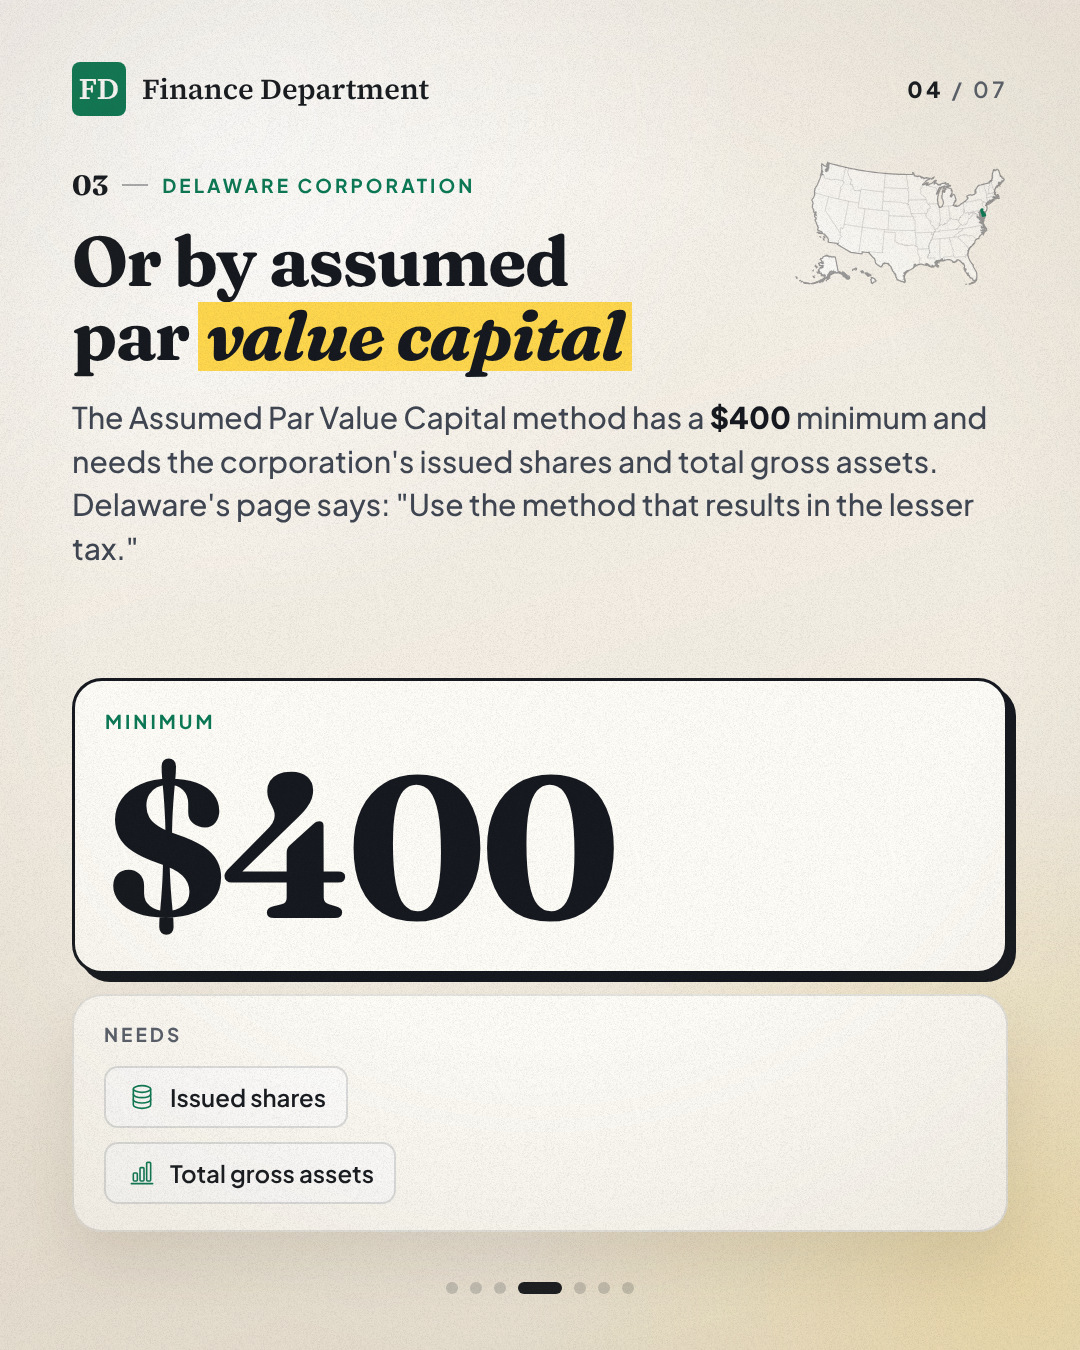 FD Finance Department
04 / 07
03 — DELAWARE CORPORATION
Or by assumed
par value capital
The Assumed Par Value Capital method has a $400 minimum and
needs the corporation's issued shares and total gross assets.
Delaware's page says: "Use the method that results in the lesser
tax."
MINIMUM
$400
NEEDS
Issued shares
Total gross assets